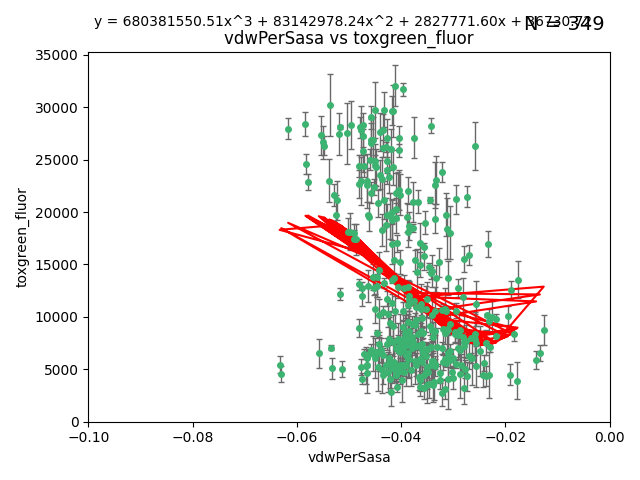 y = 680381550.51x^3 + 83142978.24x^2 + 2827771.60x +
N = 349
vdwPerSasa vs toxgreen_fluor
35000
30000
25000
20000
15000
10000
5000
0
toxgreen_fluor
−0.10 −0.08 −0.06 −0.04 −0.02 0.00
vdwPerSasa